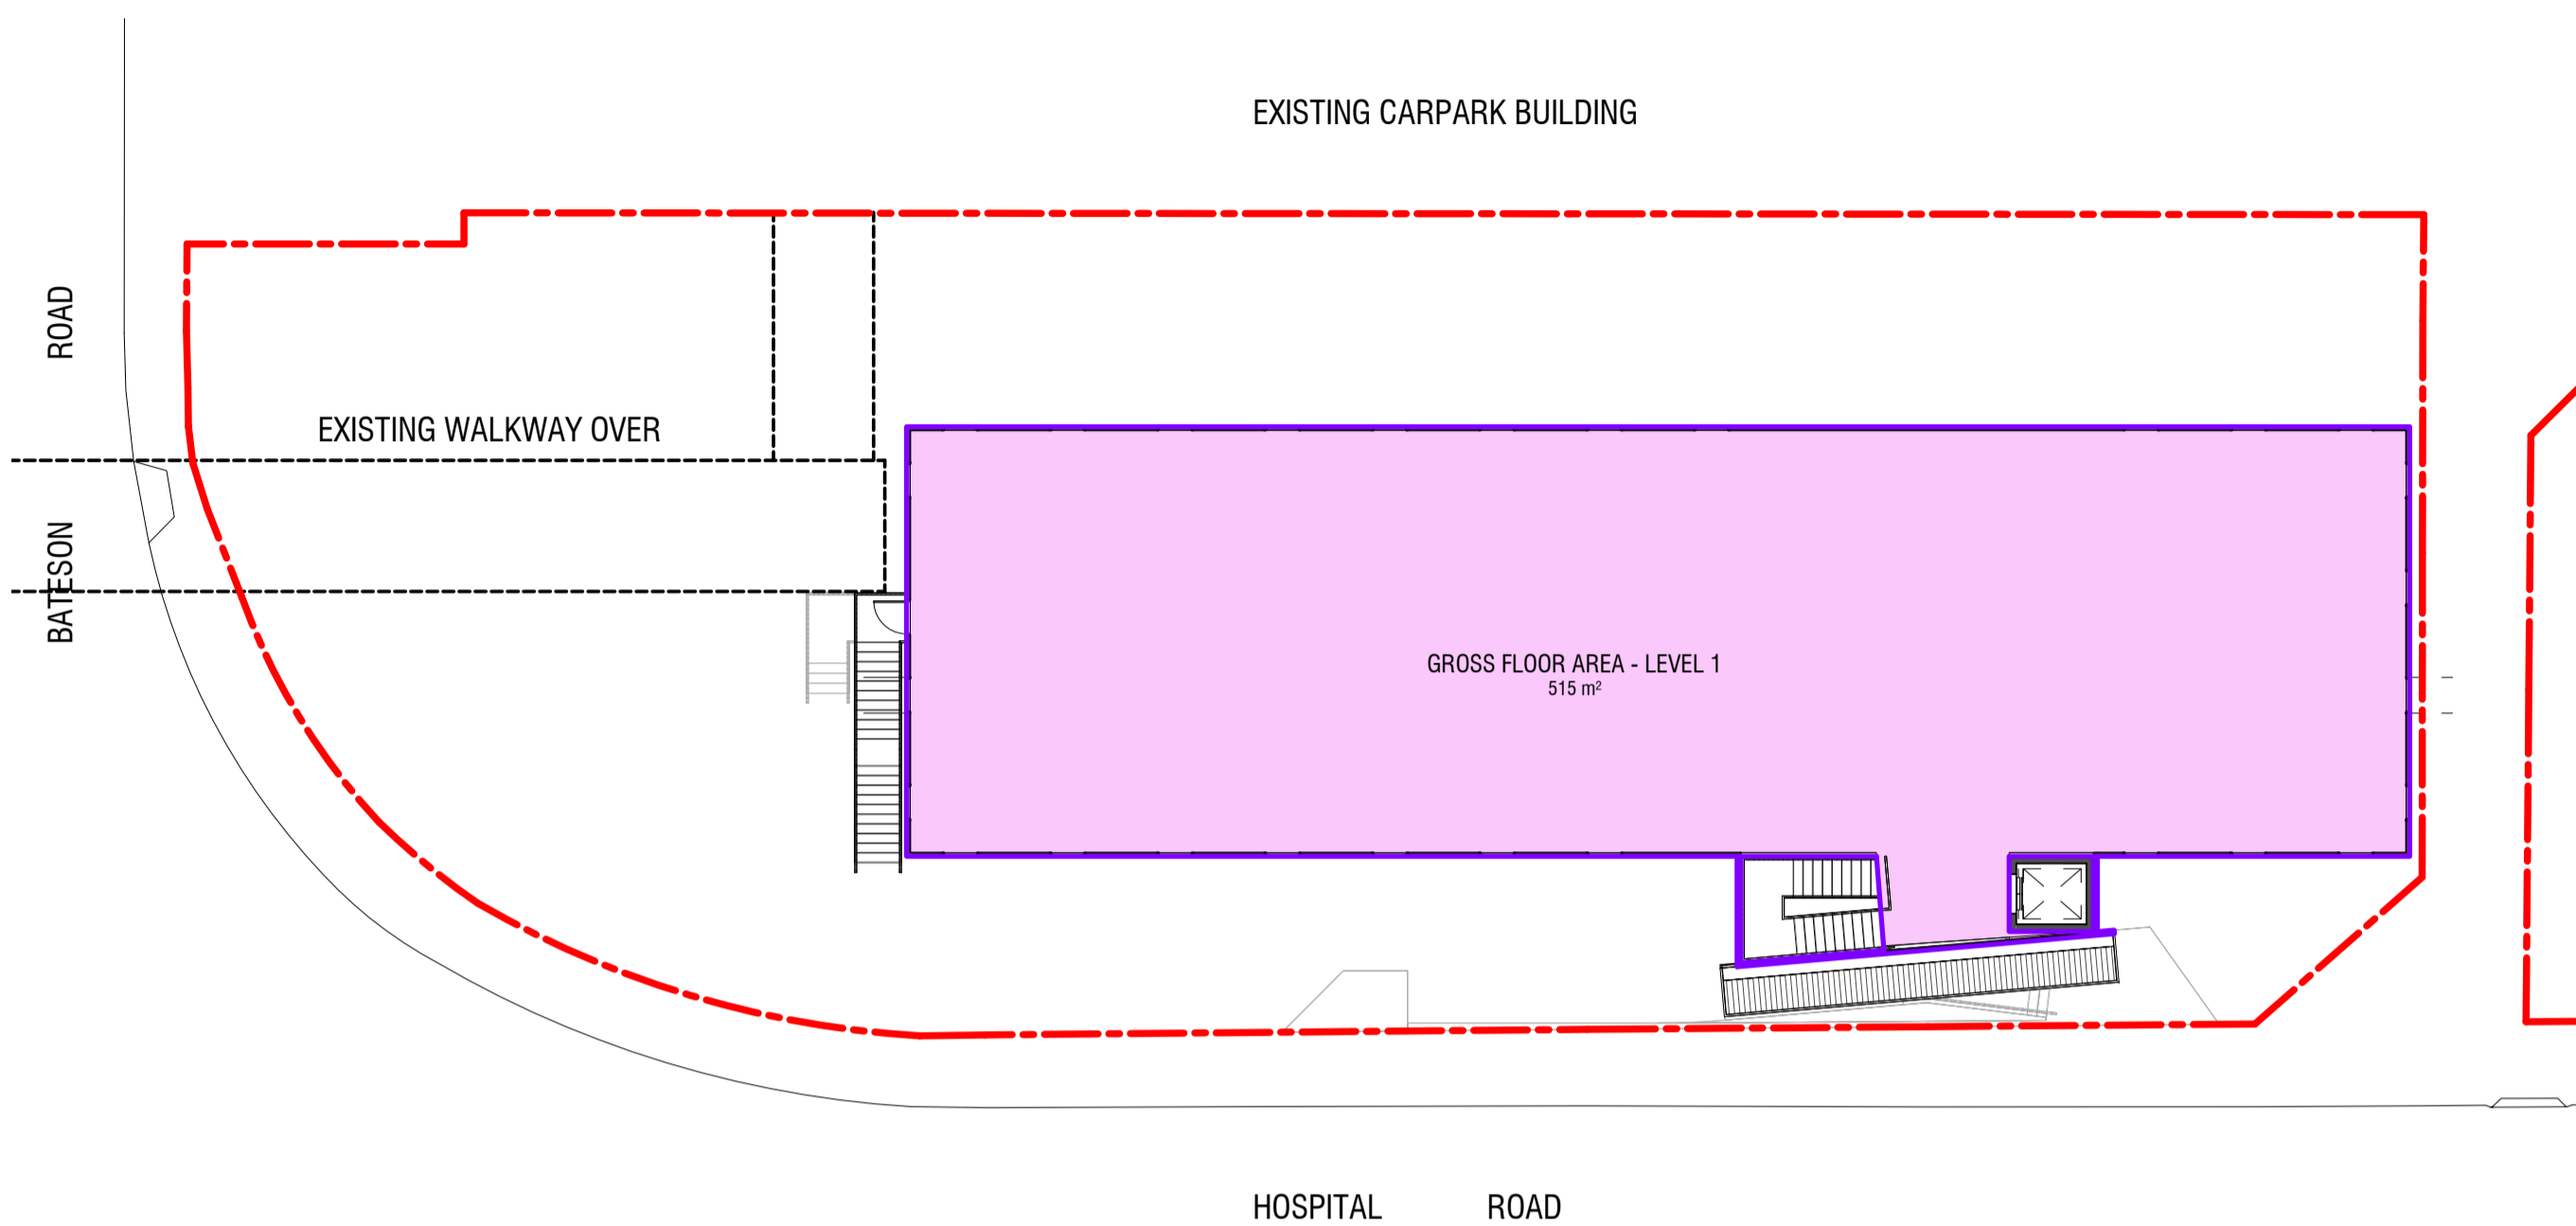 EXISTING CARPARK BUILDING
ROAD
EXISTING WALKWAY OVER
BATESON
GROSS FLOOR AREA - LEVEL 1
515 m²
HOSPITAL ROAD